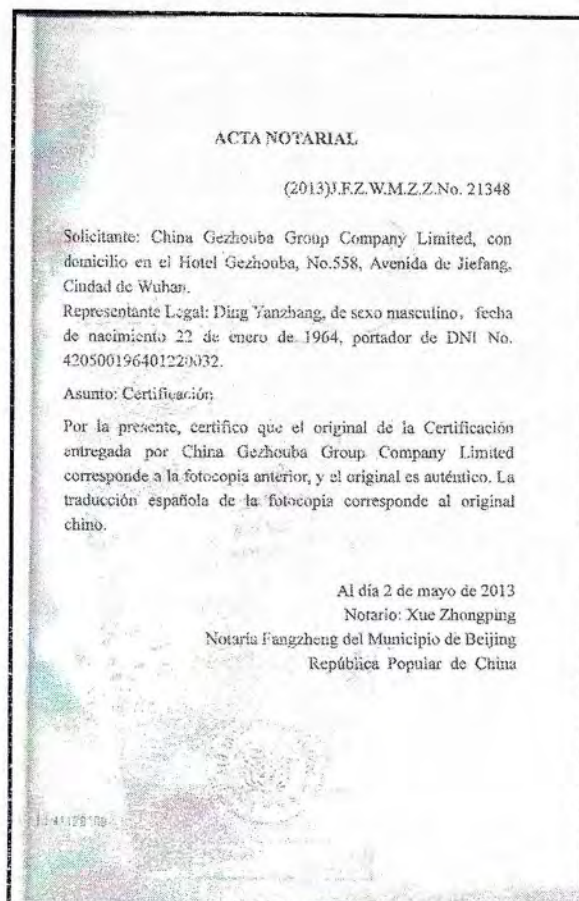 ACTA NOTARIAL
(2013)J.F.Z.W.M.Z.Z.No. 21348
Solicitante: China Gezhouba Group Company Limited, con
domicilio en el Hotel Gezhouba, No.558, Avenida de Jiefang,
Ciudad de Wuhan.
Representante Legal: Ding Yanzhang, de sexo masculino, fecha
de nacimiento 22 de enero de 1964, portador de DNI No.
420500196401220032.
Asunto: Certificación
Por la presente, certifico que el original de la Certificación
entregada por China Gezhouba Group Company Limited
corresponde a la fotocopia anterior, y el original es auténtico. La
traducción española de la fotocopia corresponde al original
chino.
Al día 2 de mayo de 2013
Notario: Xue Zhongping
Notaría Fangzheng del Municipio de Beijing
República Popular de China